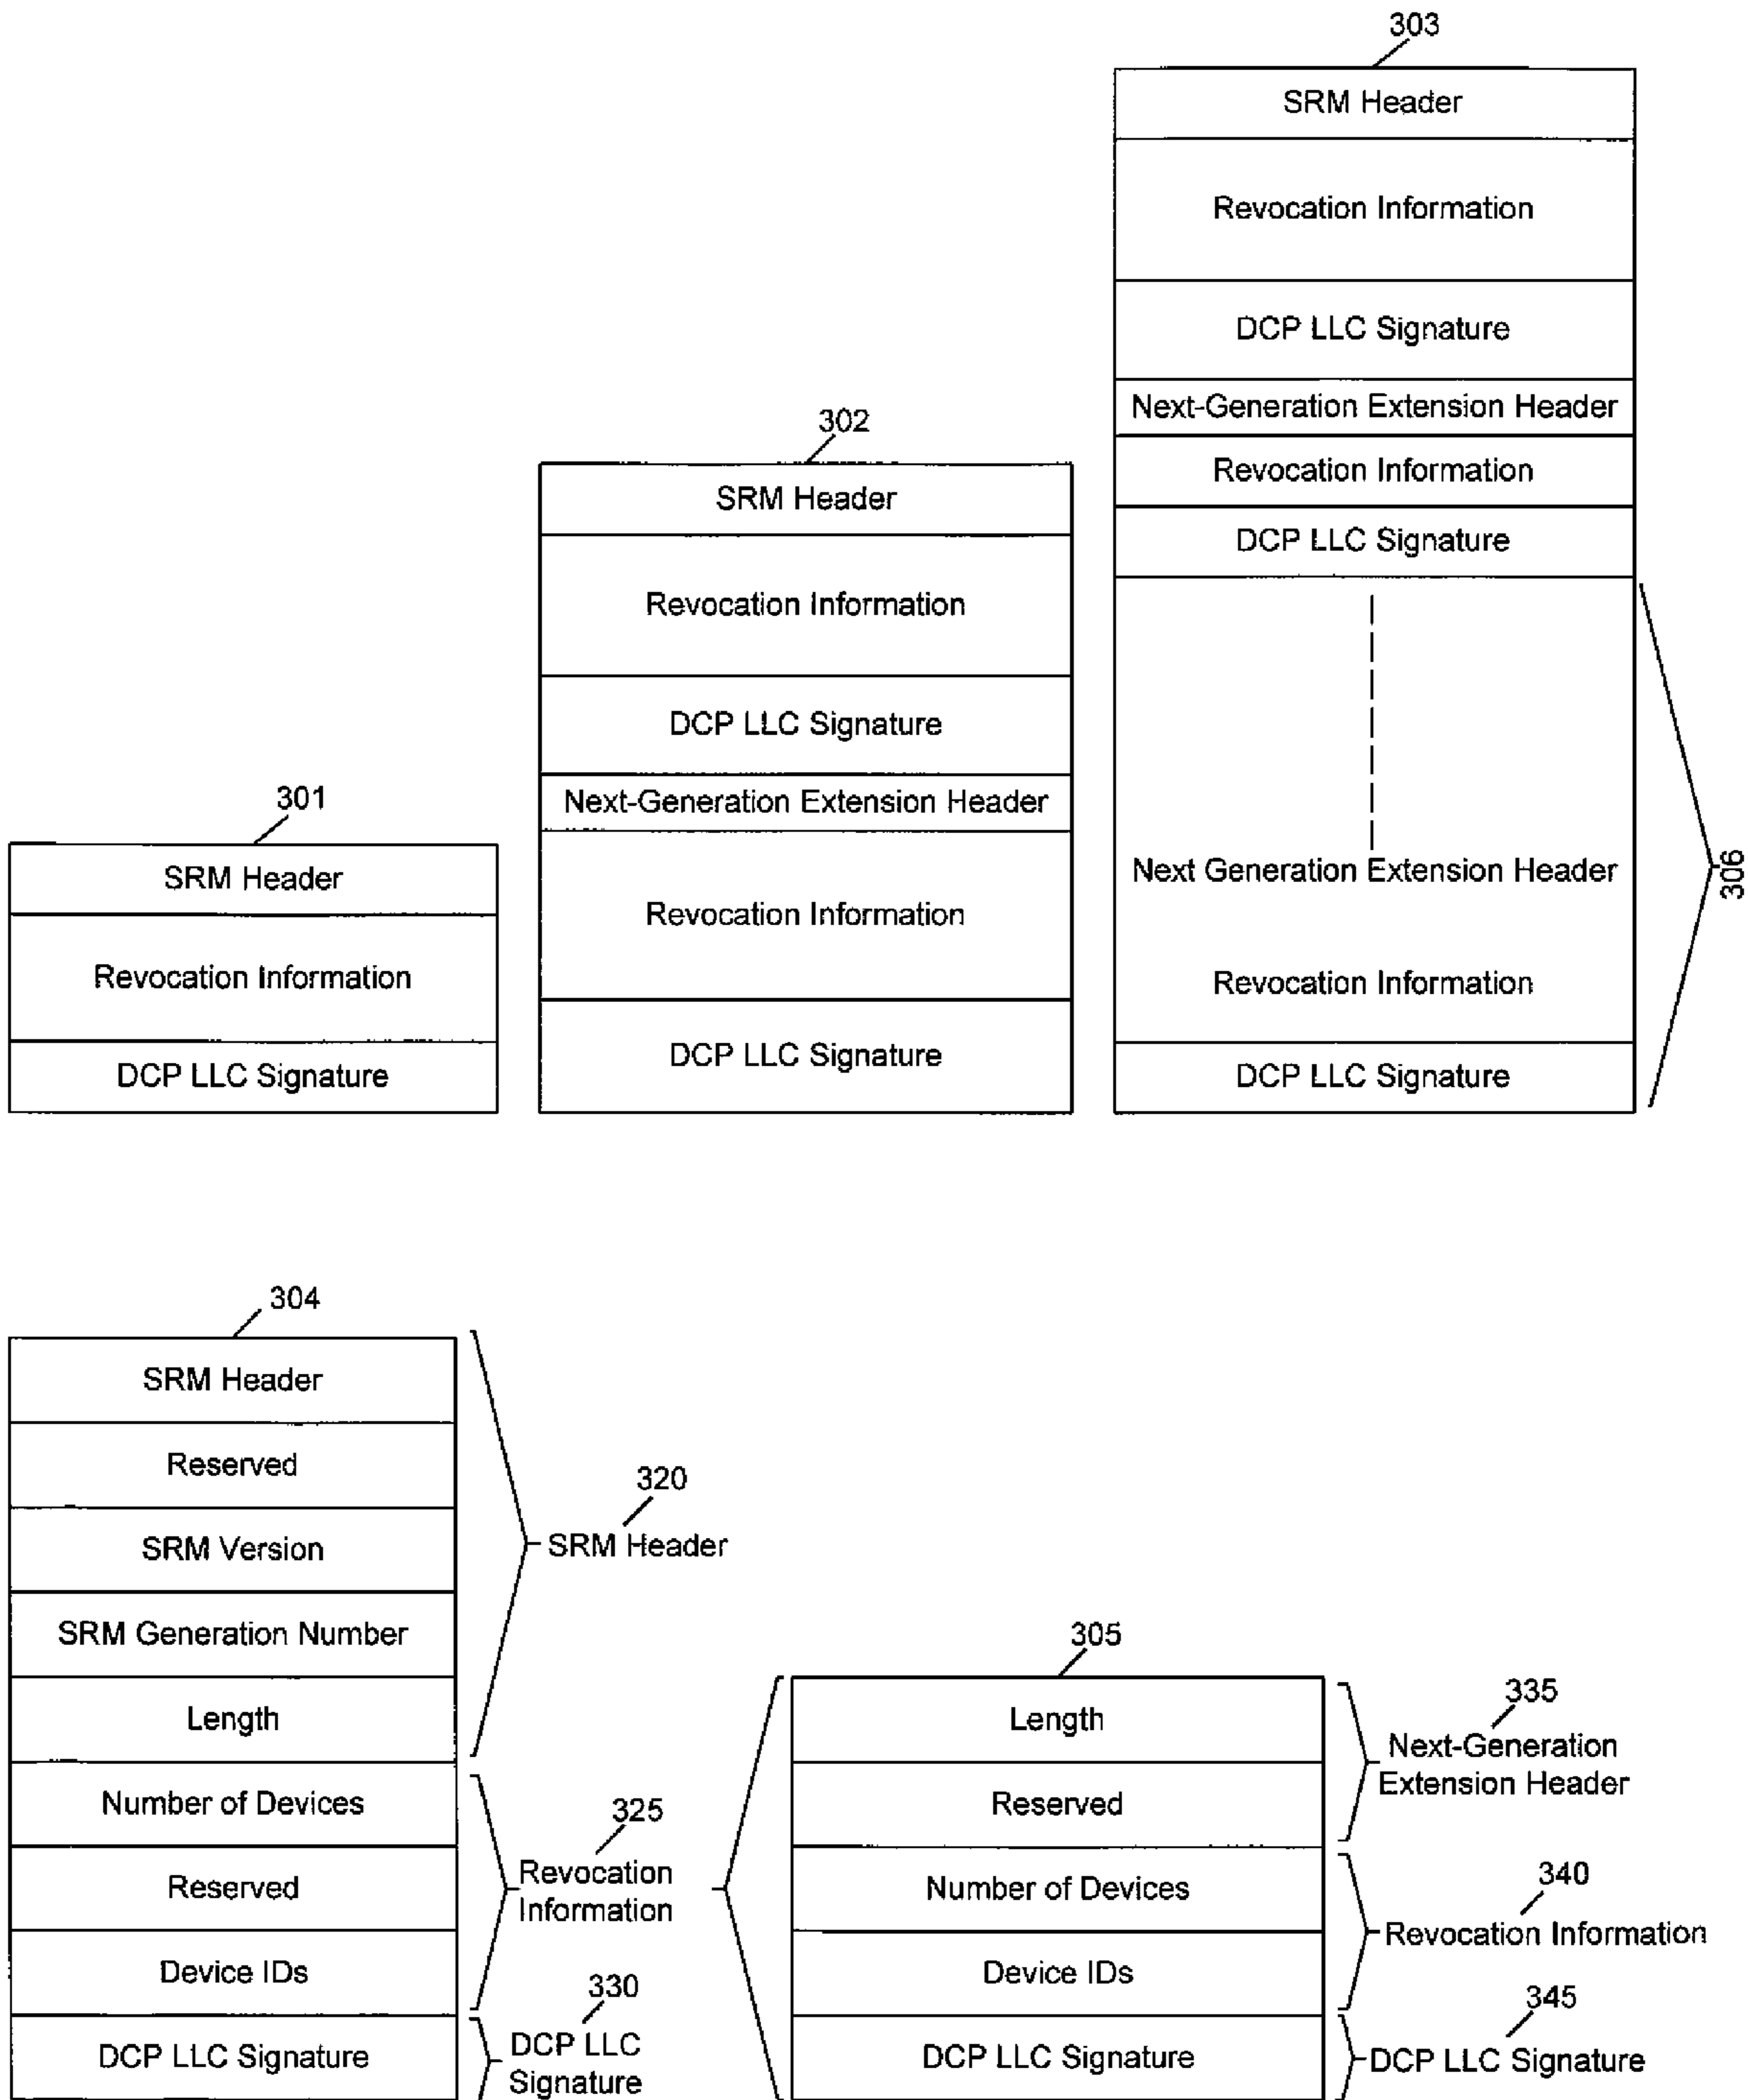 303
SRM Header
Revocation Information
DCP LLC Signature
Next-Generation Extension Header
Revocation Information
DCP LLC Signature
Next Generation Extension Header
Revocation Information
DCP LLC Signature
306
302
SRM Header
Revocation Information
DCP LLC Signature
Next-Generation Extension Header
Revocation Information
DCP LLC Signature
301
SRM Header
Revocation Information
DCP LLC Signature
304
SRM Header
Reserved
SRM Version
SRM Generation Number
Length
Number of Devices
Reserved
Device IDs
DCP LLC Signature
320
SRM Header
325
Revocation
Information
330
DCP LLC
Signature
305
Length
Reserved
Number of Devices
Device IDs
DCP LLC Signature
335
Next-Generation
Extension Header
340
Revocation Information
345
DCP LLC Signature